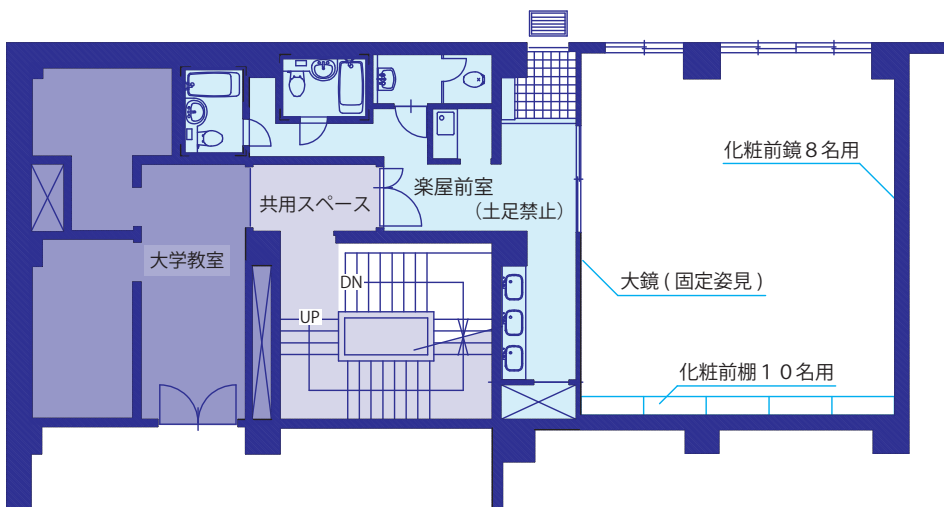 化粧前鏡８名用
楽屋前室
（土足禁止）
共用スペース
大学教室
DN
大鏡 ( 固定姿見 )
UP
化粧前棚１０名用